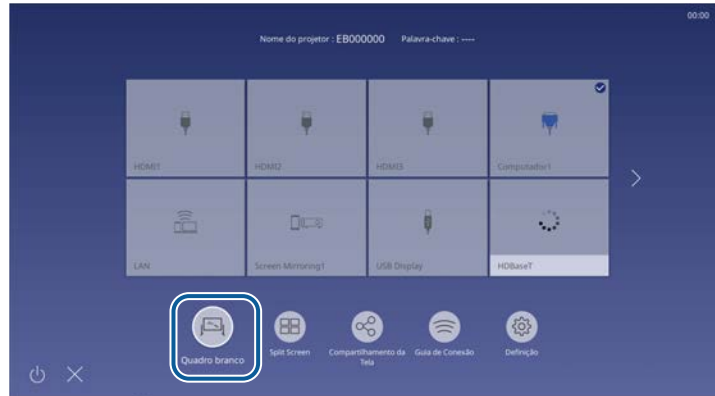 00:00
Nome do projetor : EB000000 Palavra-chave : ----
HDMI1 HDMI2 HDMI3 Computador1
LAN Screen Mirroring1 USB Display HDBaseT
Quadro branco Split Screen Compartilhamento da Tela Guia de Conexão Definição